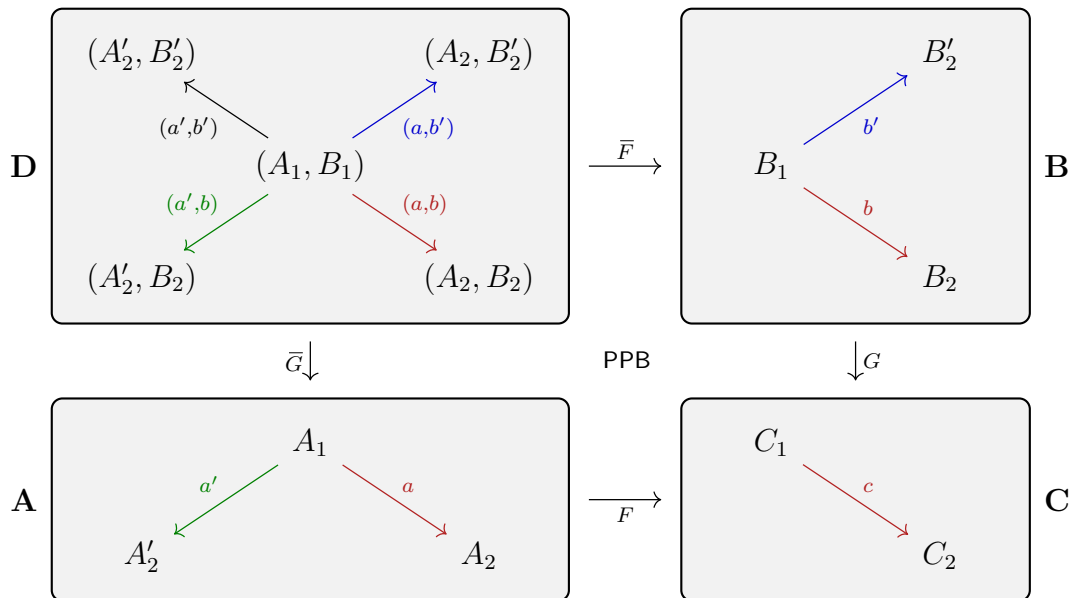 (A′₂, B′₂) (A₂, B′₂) B′₂
(a′,b′) (a,b′) b′
D (A₁, B₁) F̅ B₁ B
(a′,b) (a,b) b
(A′₂, B₂) (A₂, B₂) B₂
G̅ PPB G
A₁ C₁
a′ a c
A F C
A′₂ A₂ C₂